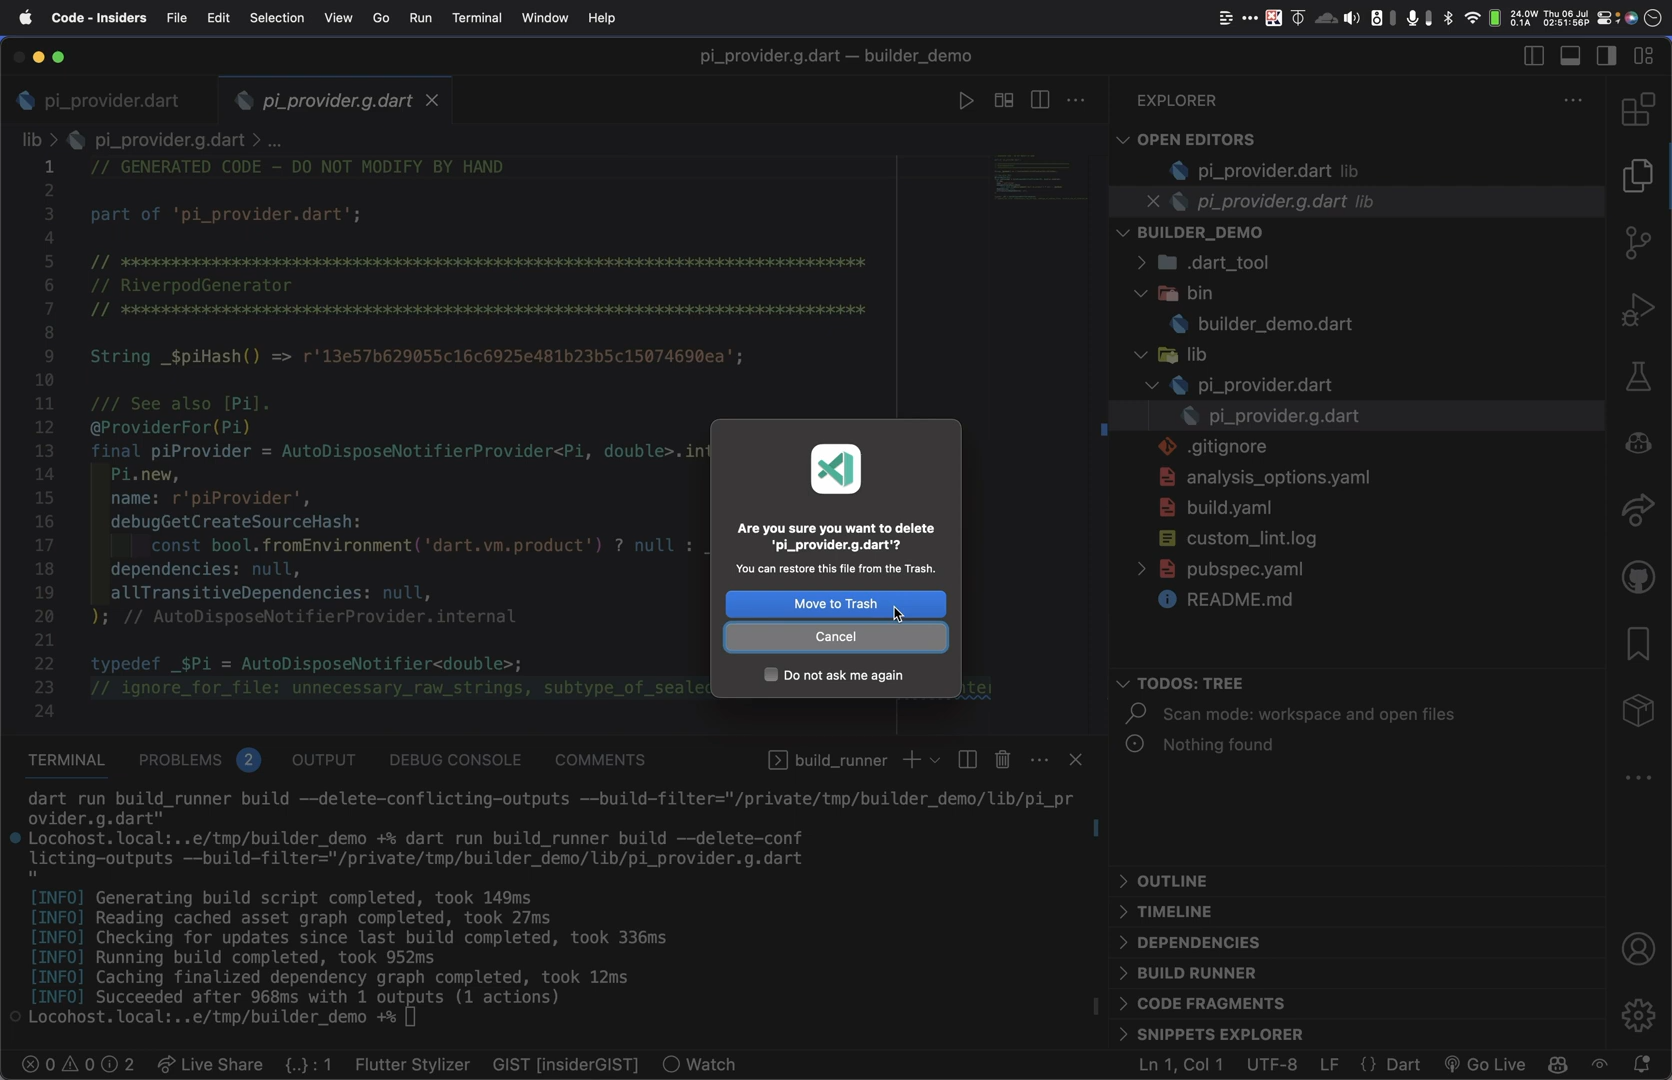 Code - Insiders File Edit Selection View Go Run Terminal Window Help
24.0W Thu 06 Jul
0.1A 02:51:56P
pi_provider.g.dart — builder_demo
pi_provider.dart
pi_provider.g.dart
lib > pi_provider.g.dart > ...
1 // GENERATED CODE - DO NOT MODIFY BY HAND
2
3 part of 'pi_provider.dart';
4
5 // **************************************************************************
6 // RiverpodGenerator
7 // **************************************************************************
8
9 String _$piHash() => r'13e57b629055c16c6925e481b23b5c15074690ea';
10
11 /// See also [Pi].
12 @ProviderFor(Pi)
13 final piProvider = AutoDisposeNotifierProvider<Pi, double>.int
14 Pi.new,
15 name: r'piProvider',
16 debugGetCreateSourceHash:
17 const bool.fromEnvironment('dart.vm.product') ? null : _
18 dependencies: null,
19 allTransitiveDependencies: null,
20 ); // AutoDisposeNotifierProvider.internal
21
22 typedef _$Pi = AutoDisposeNotifier<double>;
23 // ignore_for_file: unnecessary_raw_strings, subtype_of_sealed
24
Are you sure you want to delete
'pi_provider.g.dart'?
You can restore this file from the Trash.
Move to Trash
Cancel
Do not ask me again
EXPLORER
OPEN EDITORS
pi_provider.dart lib
pi_provider.g.dart lib
BUILDER_DEMO
.dart_tool
bin
builder_demo.dart
lib
pi_provider.dart
pi_provider.g.dart
.gitignore
analysis_options.yaml
build.yaml
custom_lint.log
pubspec.yaml
README.md
TODOS: TREE
Scan mode: workspace and open files
Nothing found
OUTLINE
TIMELINE
DEPENDENCIES
BUILD RUNNER
CODE FRAGMENTS
SNIPPETS EXPLORER
TERMINAL PROBLEMS 2 OUTPUT DEBUG CONSOLE COMMENTS build_runner
dart run build_runner build --delete-conflicting-outputs --build-filter="/private/tmp/builder_demo/lib/pi_pr
ovider.g.dart"
Locohost.local:..e/tmp/builder_demo +% dart run build_runner build --delete-conf
licting-outputs --build-filter="/private/tmp/builder_demo/lib/pi_provider.g.dart
"
[INFO] Generating build script completed, took 149ms
[INFO] Reading cached asset graph completed, took 27ms
[INFO] Checking for updates since last build completed, took 336ms
[INFO] Running build completed, took 952ms
[INFO] Caching finalized dependency graph completed, took 12ms
[INFO] Succeeded after 968ms with 1 outputs (1 actions)
Locohost.local:..e/tmp/builder_demo +%
0 0 2 Live Share {..} : 1 Flutter Stylizer GIST [insiderGIST] Watch Ln 1, Col 1 UTF-8 LF {} Dart Go Live